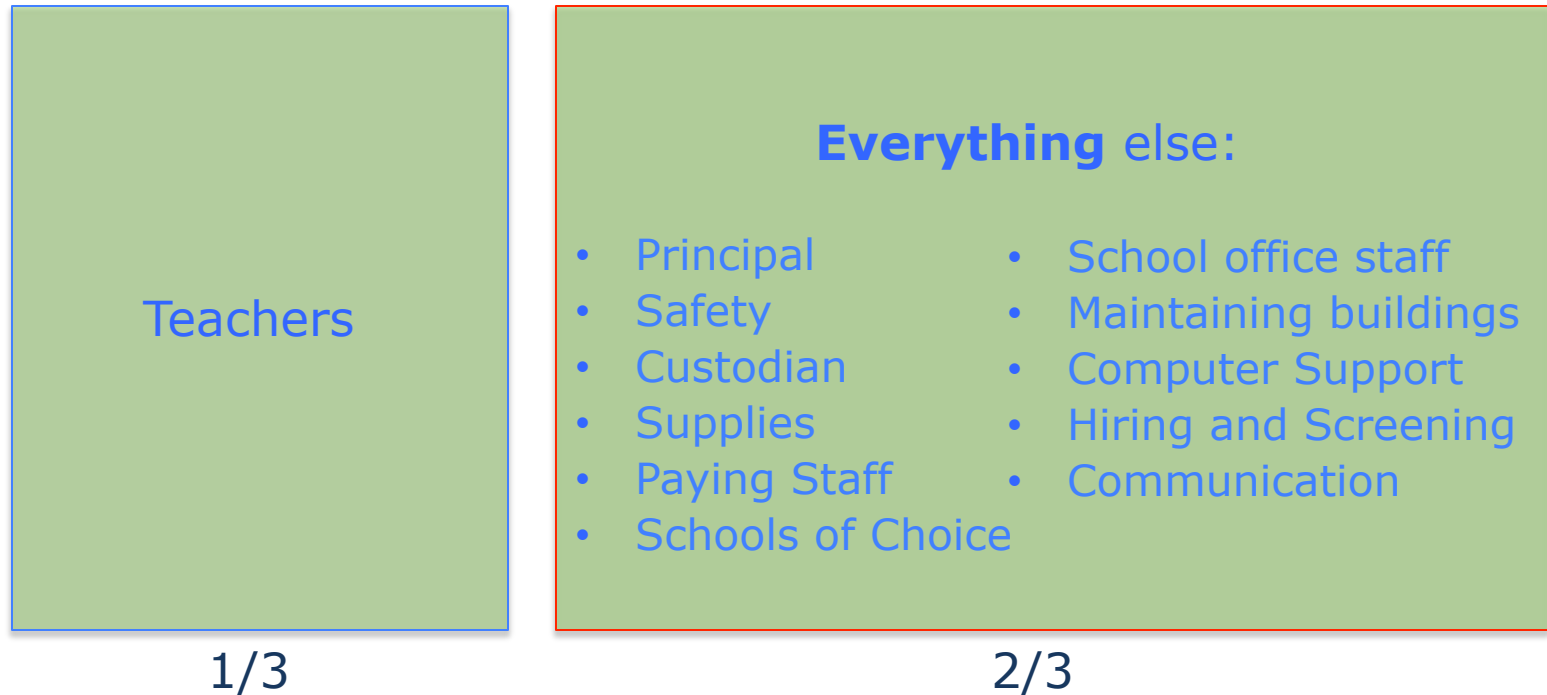 Teachers
Everything else:
• Principal
• Safety
• Custodian
• Supplies
• Paying Staff
• Schools of Choice
• School office staff
• Maintaining buildings
• Computer Support
• Hiring and Screening
• Communication
1/3
2/3